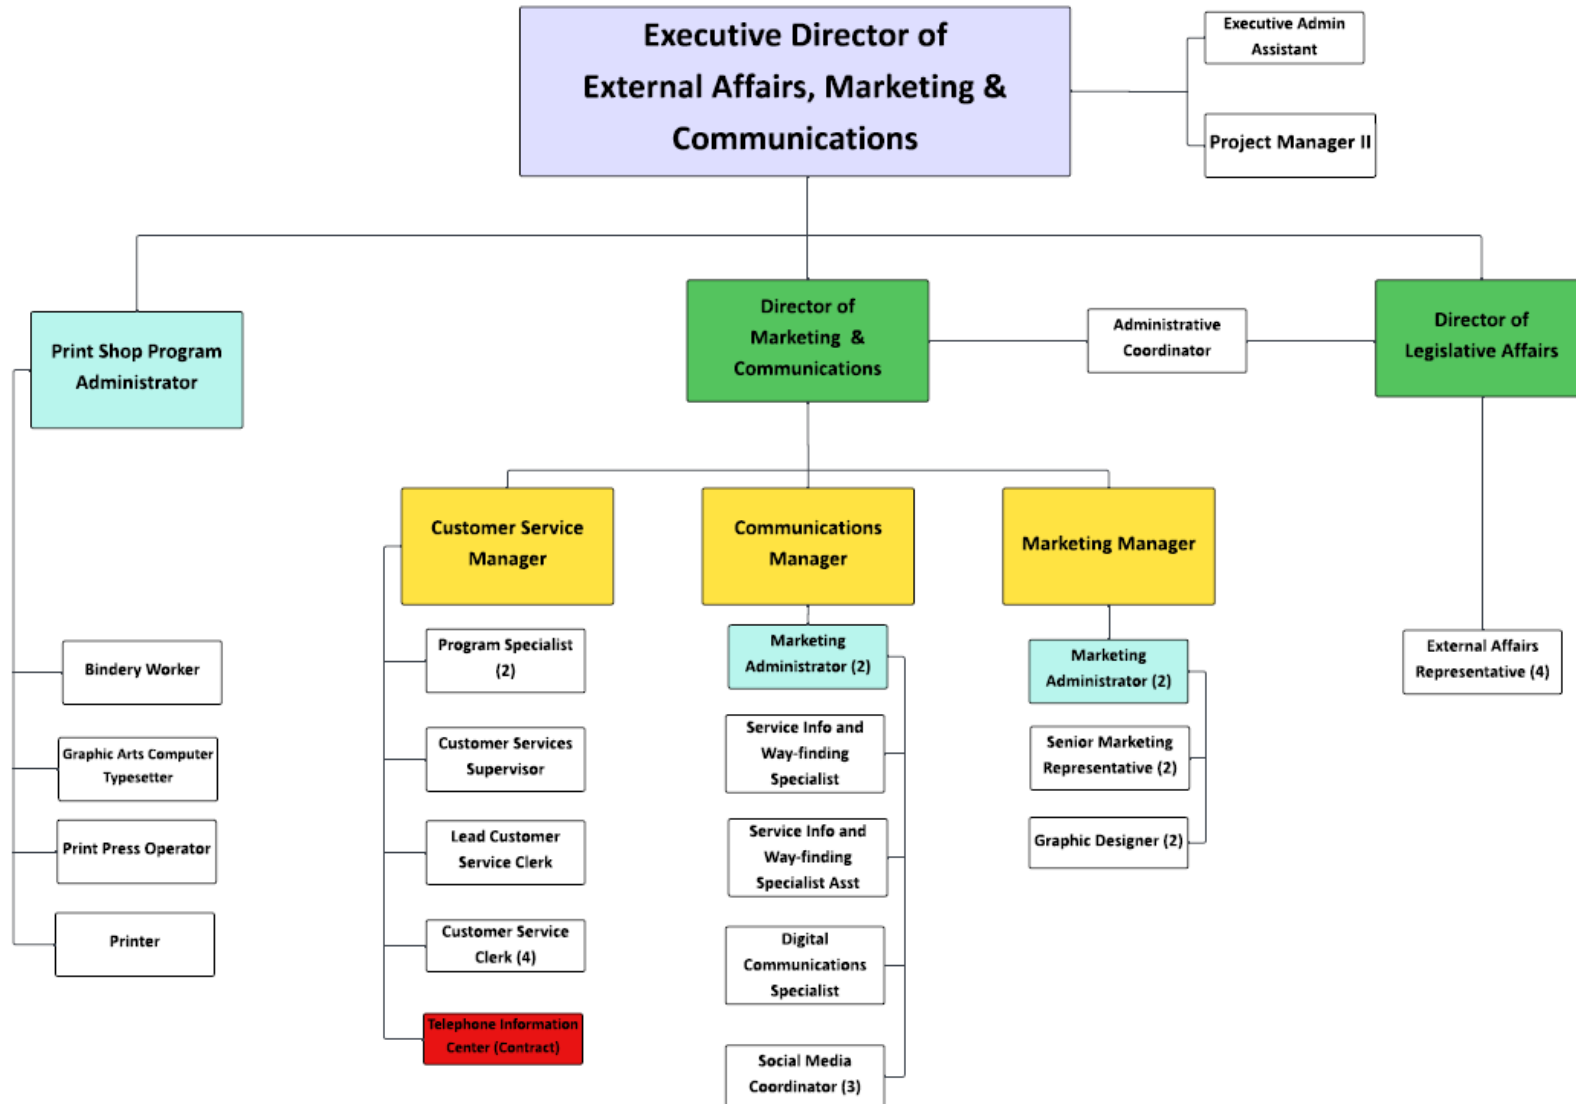 Executive Director of
External Affairs, Marketing &
Communications
Executive Admin
Assistant
Project Manager II
Print Shop Program
Administrator
Director of
Marketing &
Communications
Administrative
Coordinator
Director of
Legislative Affairs
Customer Service
Manager
Communications
Manager
Marketing Manager
Bindery Worker
Graphic Arts Computer
Typesetter
Print Press Operator
Printer
Program Specialist
(2)
Customer Services
Supervisor
Lead Customer
Service Clerk
Customer Service
Clerk (4)
Telephone Information
Center (Contract)
Marketing
Administrator (2)
Service Info and
Way-finding
Specialist
Service Info and
Way-finding
Specialist Asst
Digital
Communications
Specialist
Social Media
Coordinator (3)
Marketing
Administrator (2)
Senior Marketing
Representative (2)
Graphic Designer (2)
External Affairs
Representative (4)